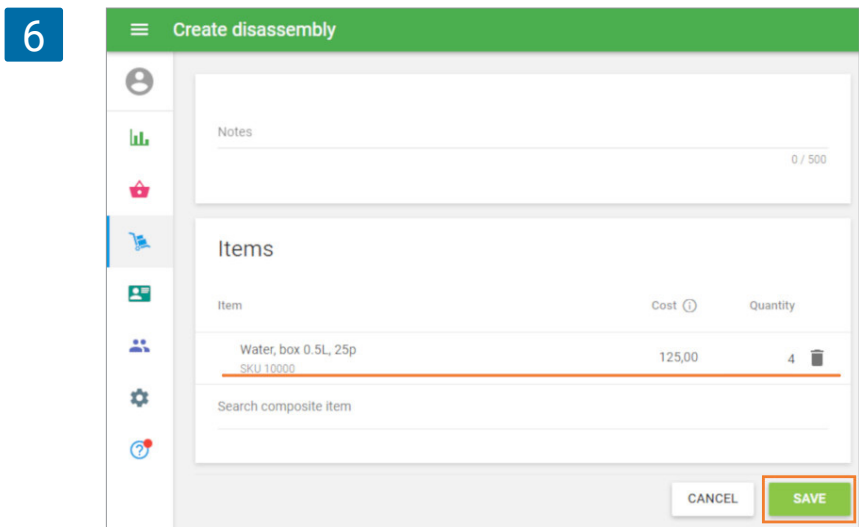 6
Create disassembly
Notes
0 / 500
Items
Item Cost Quantity
Water, box 0.5L, 25p
SKU 10000
125,00 4
Search composite item
CANCEL SAVE